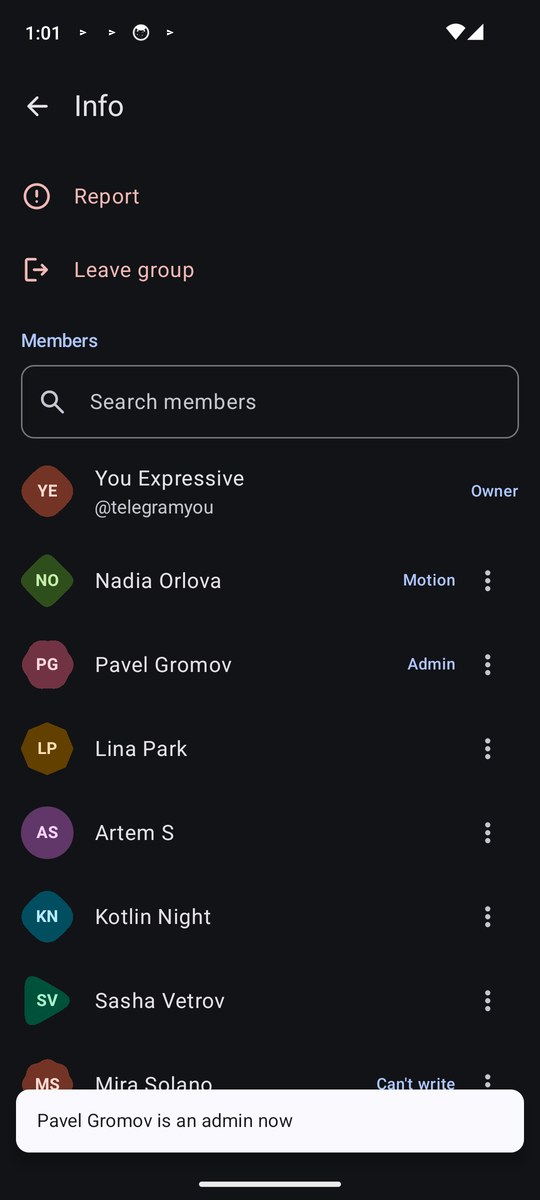 1:01
Info
Report
Leave group
Members
Search members
YE
You Expressive
@telegramyou
Owner
NO
Nadia Orlova
Motion
PG
Pavel Gromov
Admin
LP
Lina Park
AS
Artem S
KN
Kotlin Night
SV
Sasha Vetrov
MS
Mira Solano
Can't write
Pavel Gromov is an admin now